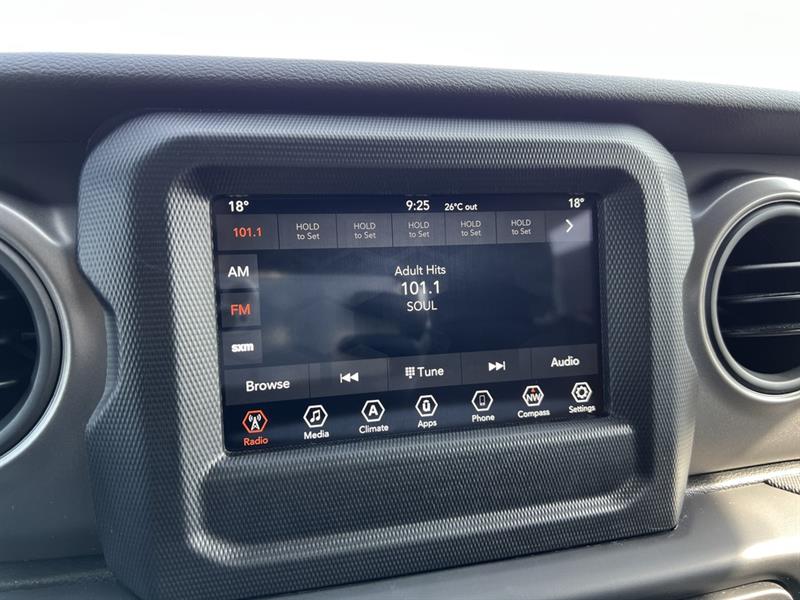 18° 9:25 26°C out 18°
101.1 HOLD to Set HOLD to Set HOLD to Set HOLD to Set HOLD to Set
AM
FM
sxm
Adult Hits
101.1
SOUL
Browse Tune Audio
A ū NW
Radio Media Climate Apps Phone Compass Settings